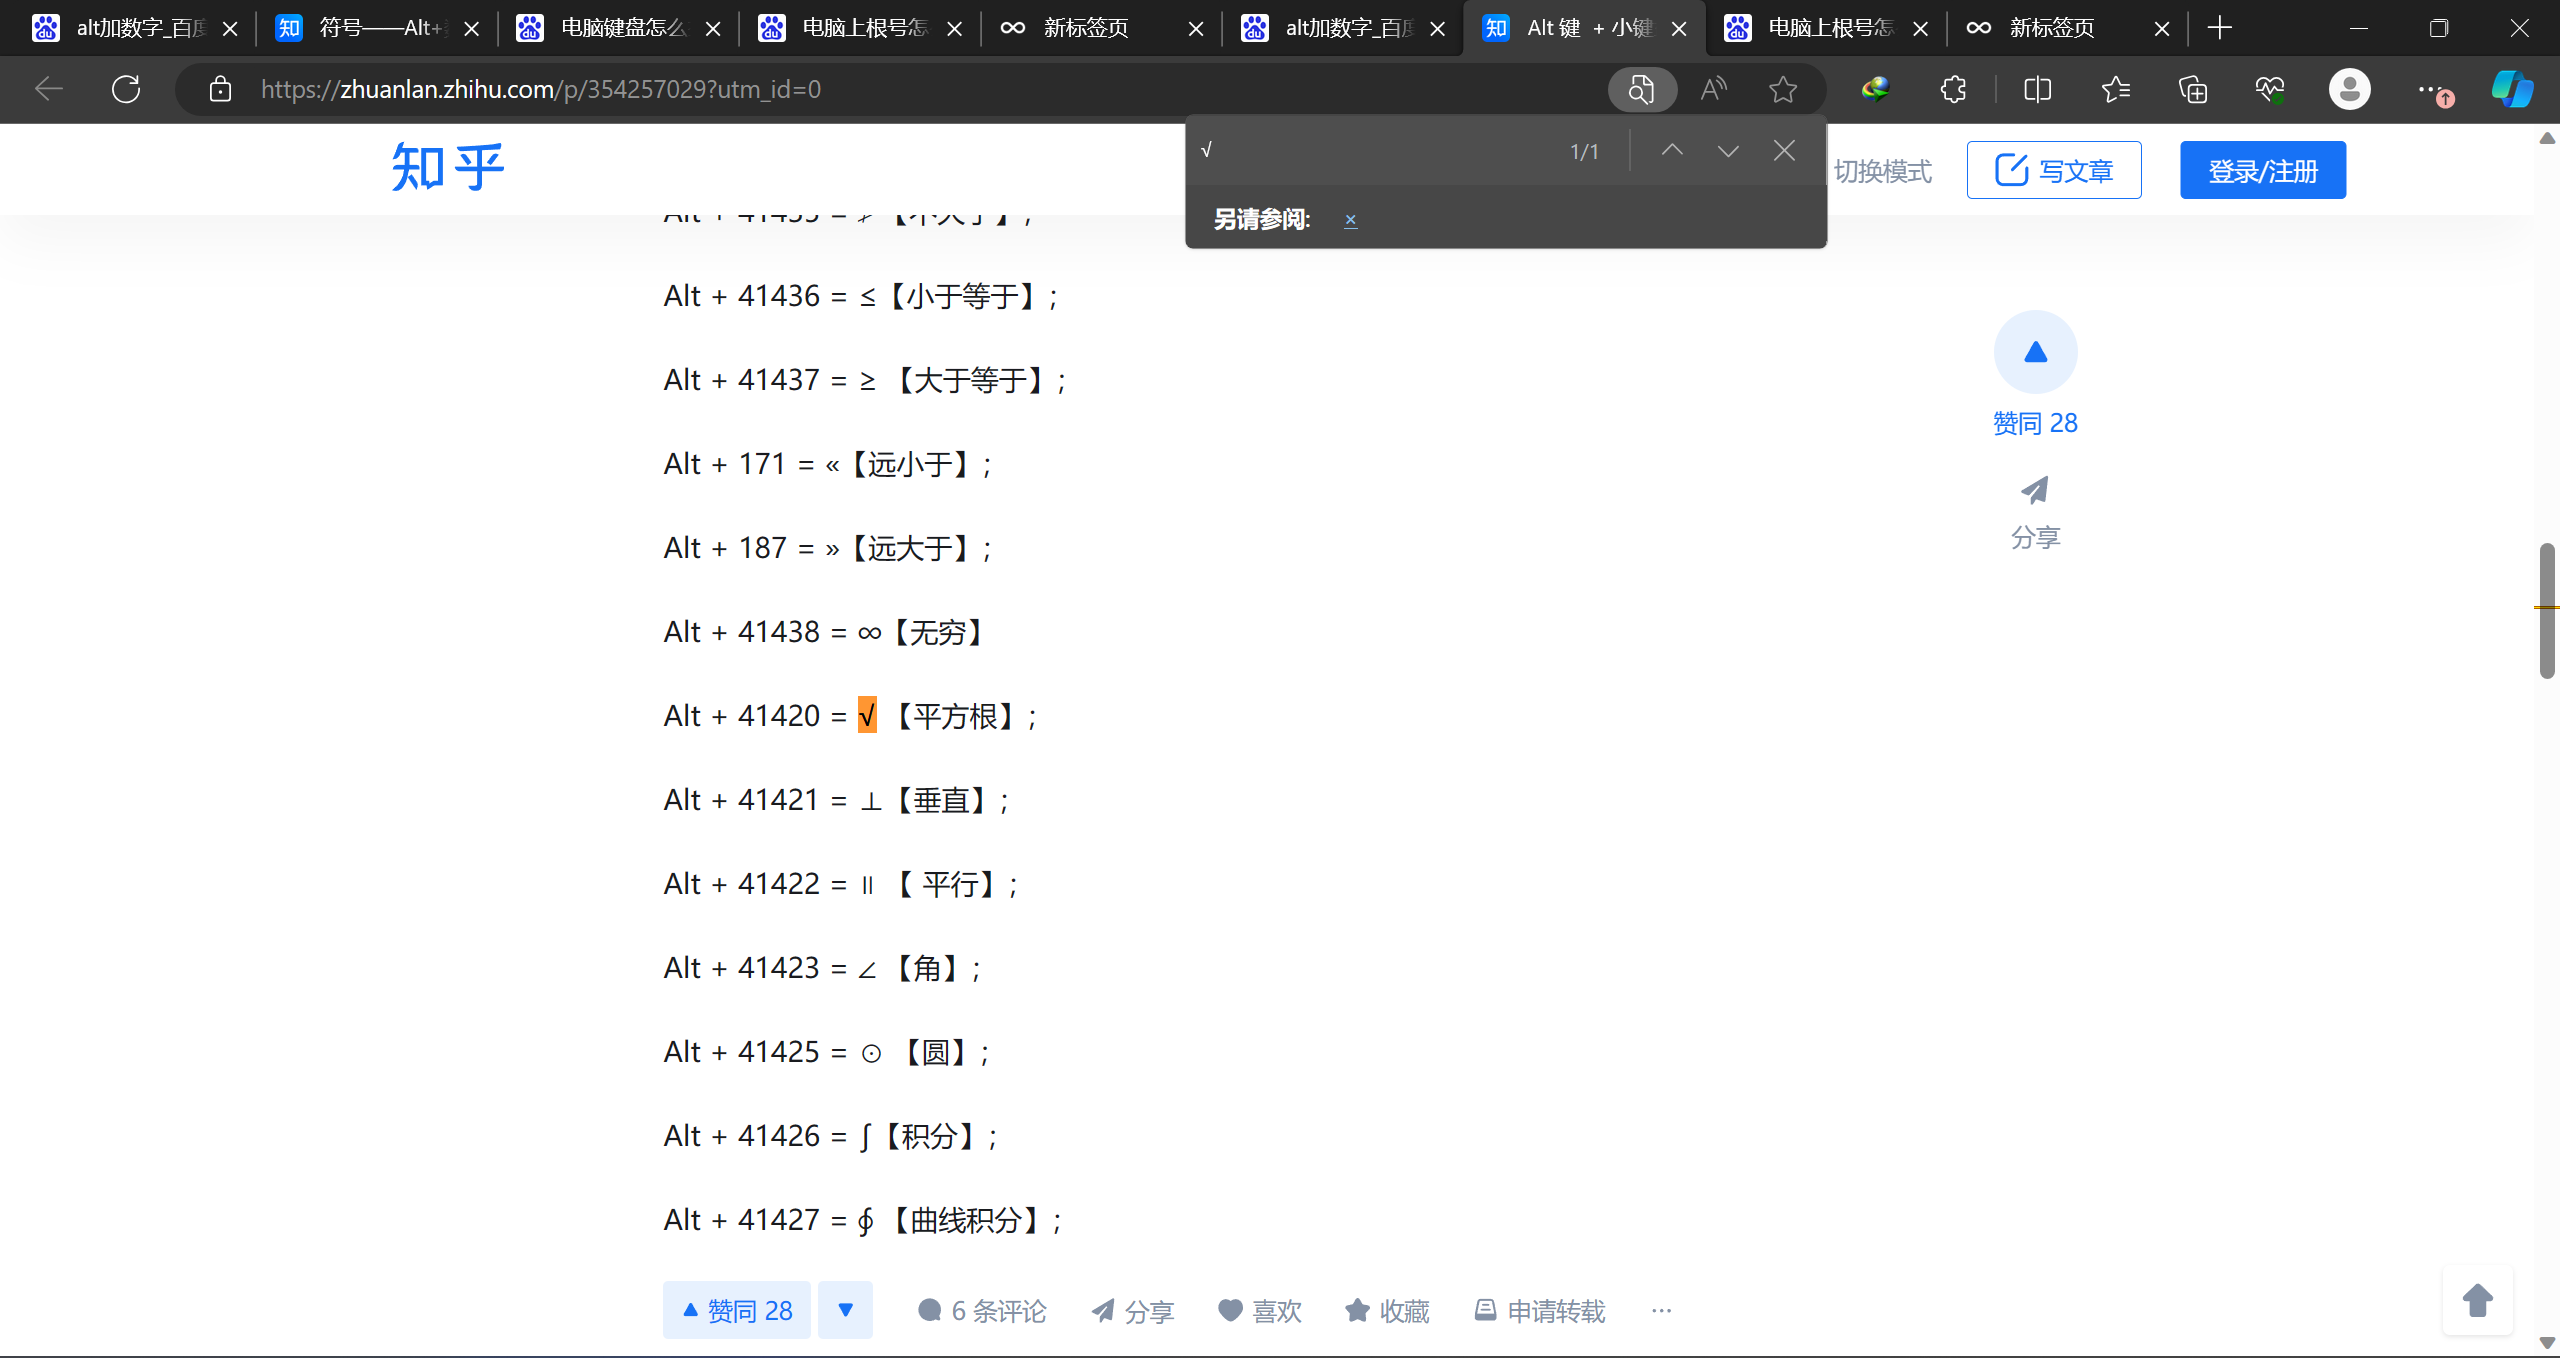 alt加数字_百度
符号——Alt+
电脑键盘怎么
电脑上根号怎
新标签页
alt加数字_百度
Alt 键 + 小键
电脑上根号怎
新标签页
https://zhuanlan.zhihu.com/p/354257029?utm_id=0
√
1/1
另请参阅: ×
知乎
切换模式
写文章
登录/注册
Alt + 41436 = ≤【小于等于】;
Alt + 41437 = ≥ 【大于等于】;
Alt + 171 = «【远小于】;
Alt + 187 = »【远大于】;
Alt + 41438 = ∞【无穷】
Alt + 41420 = √ 【平方根】;
Alt + 41421 = ⊥【垂直】;
Alt + 41422 = ‖ 【 平行】;
Alt + 41423 = ∠ 【角】;
Alt + 41425 = ⊙ 【圆】;
Alt + 41426 = ∫【积分】;
Alt + 41427 = ∮ 【曲线积分】;
赞同 28
分享
赞同 28
6 条评论
分享
喜欢
收藏
申请转载
···